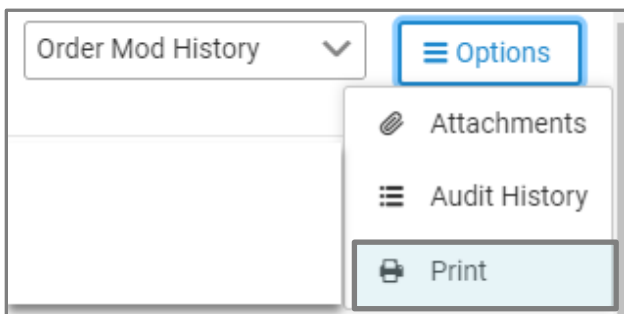 Order Mod History
Options
Attachments
Audit History
Print